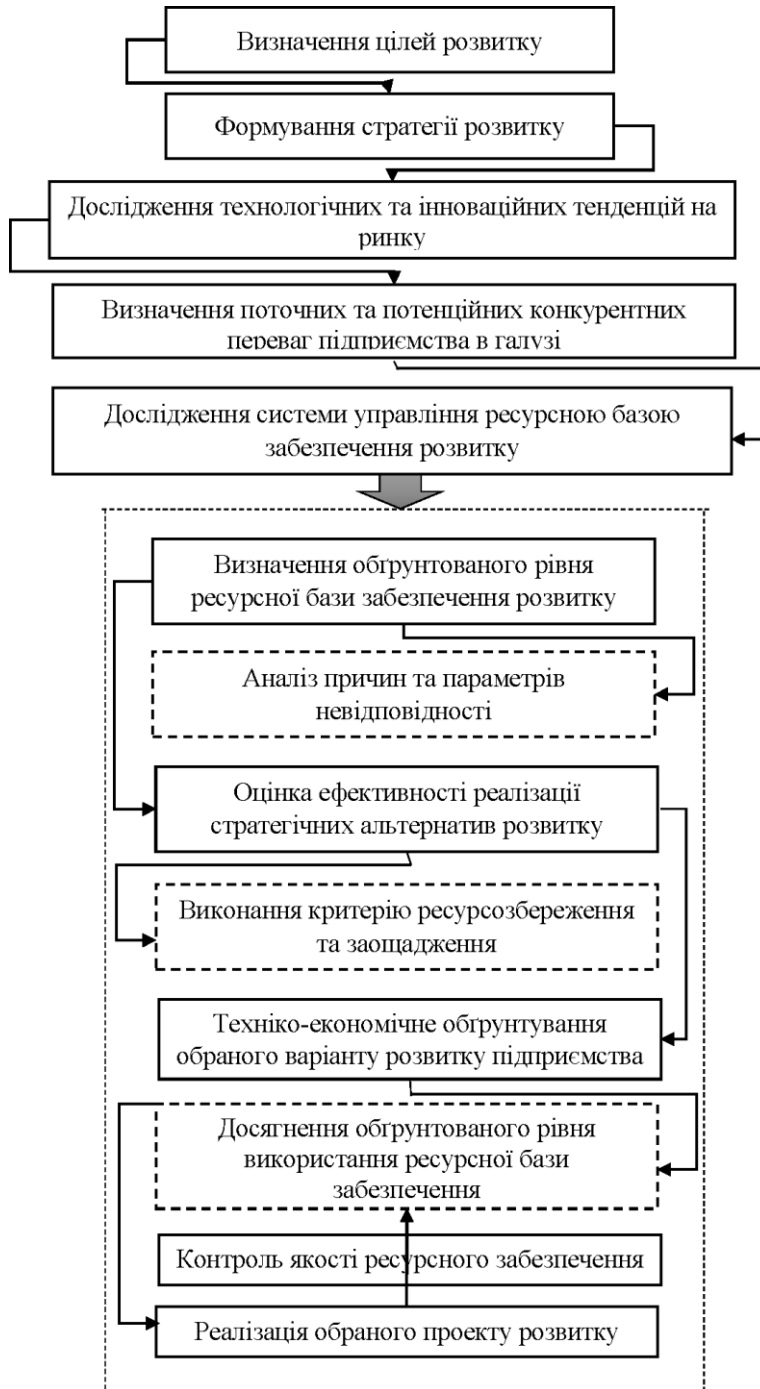 Визначення цілей розвитку
Формування стратегії розвитку
Дослідження технологічних та інноваційних тенденцій на
ринку
Визначення поточних та потенційних конкурентних
переваг підприємства в галузі
Дослідження системи управління ресурсною базою
забезпечення розвитку
Визначення обґрунтованого рівня
ресурсної бази забезпечення розвитку
Аналіз причин та параметрів
невідповідності
Оцінка ефективності реалізації
стратегічних альтернатив розвитку
Виконання критерію ресурсозбереження
та заощадження
Техніко-економічне обґрунтування
обраного варіанту розвитку підприємства
Досягнення обґрунтованого рівня
використання ресурсної бази
забезпечення
Контроль якості ресурсного забезпечення
Реалізація обраного проекту розвитку